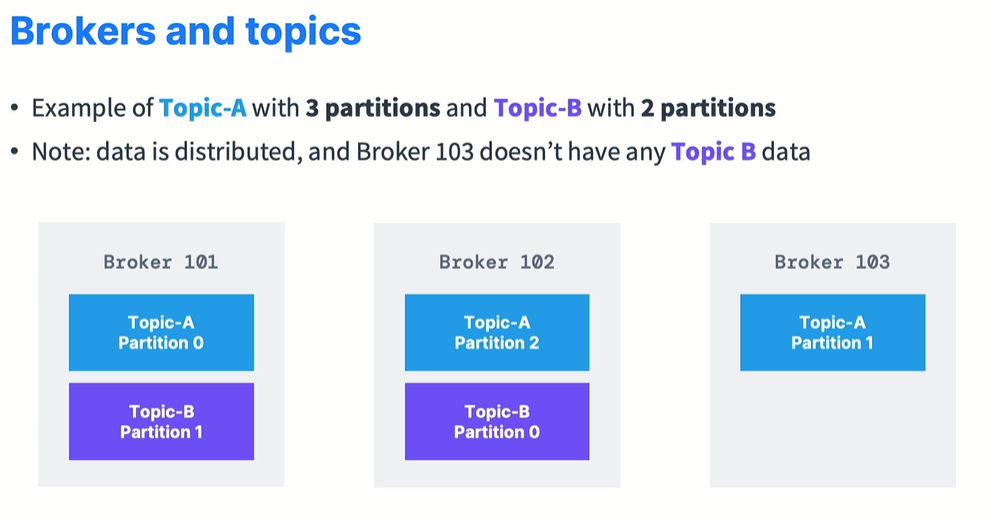 Brokers and topics
• Example of Topic-A with 3 partitions and Topic-B with 2 partitions
• Note: data is distributed, and Broker 103 doesn’t have any Topic B data
Broker 101
Topic-A
Partition 0
Topic-B
Partition 1
Broker 102
Topic-A
Partition 2
Topic-B
Partition 0
Broker 103
Topic-A
Partition 1